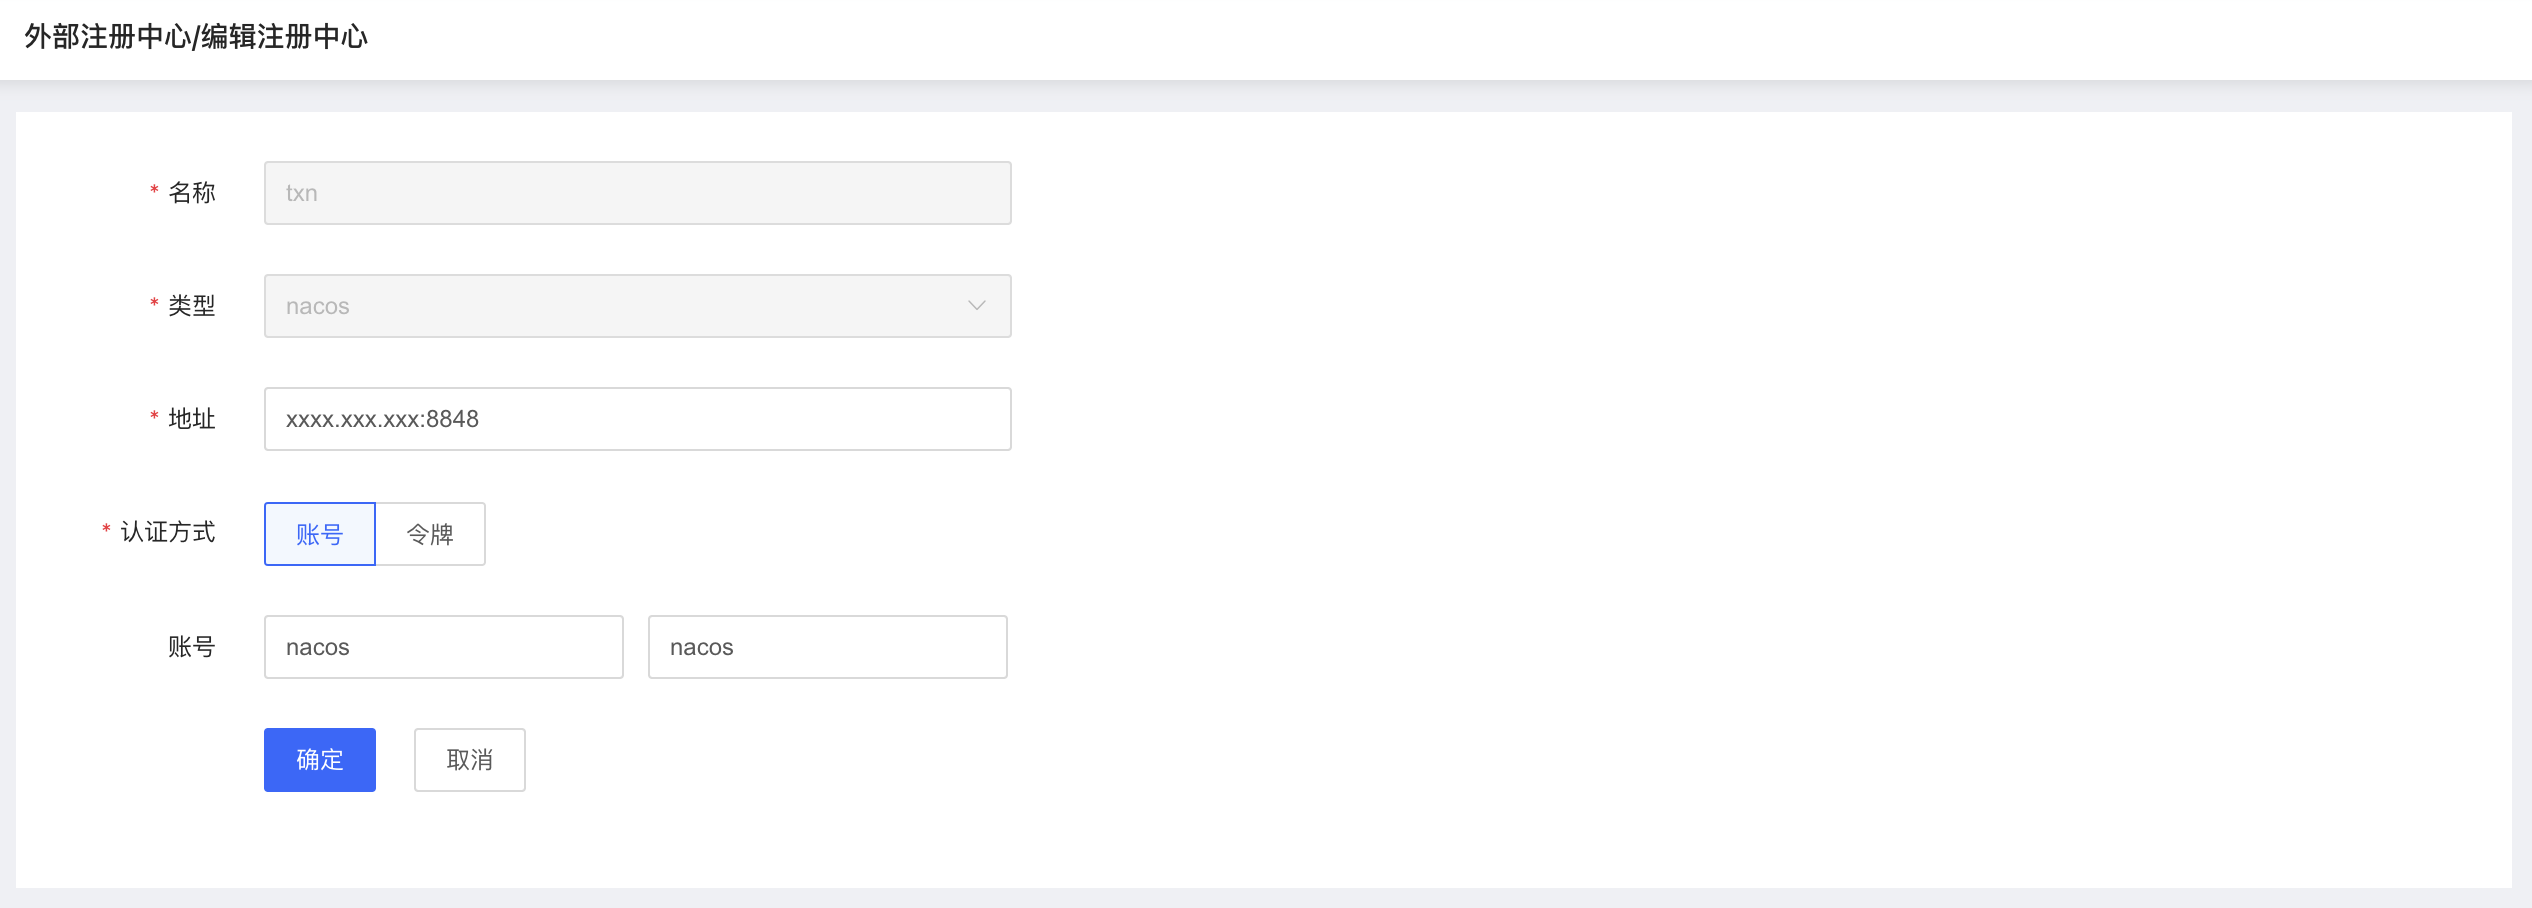 外部注册中心/编辑注册中心
* 名称 txn
* 类型 nacos
* 地址 xxxx.xxx.xxx:8848
* 认证方式 账号 令牌
账号 nacos nacos
确定 取消